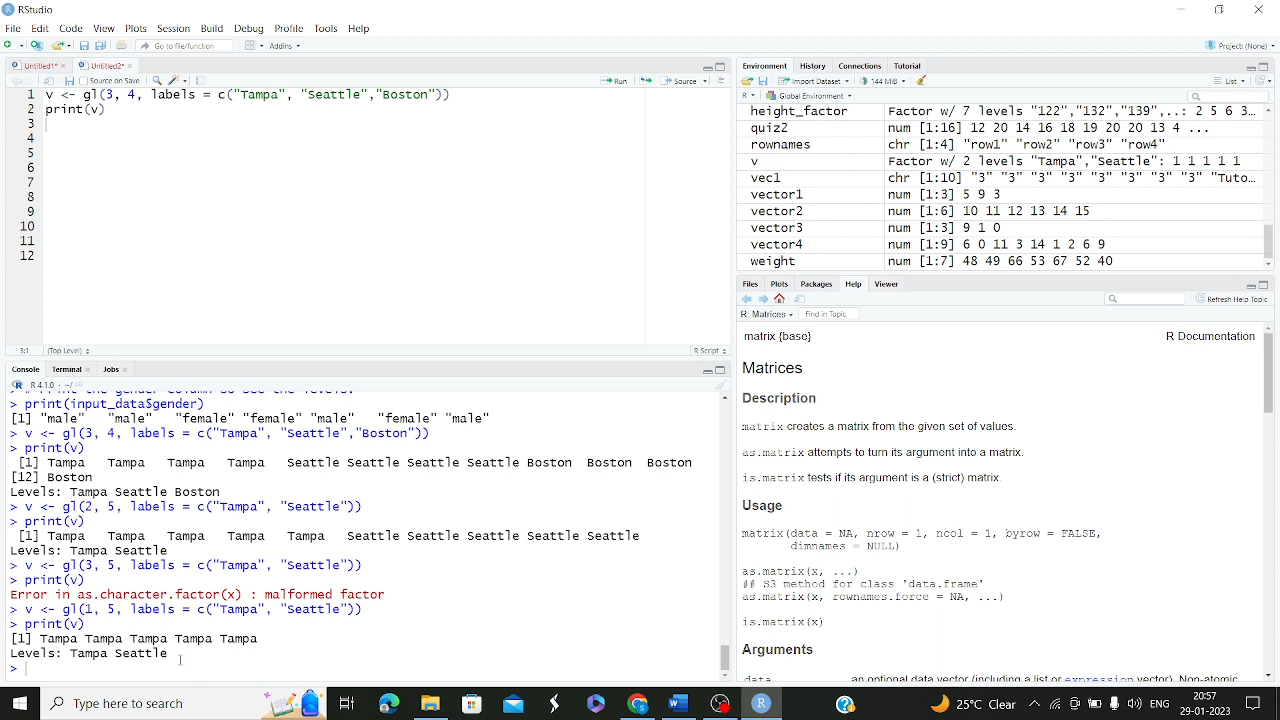 RStudio
File Edit Code View Plots Session Build Debug Profile Tools Help
Go to file/function Addins Project: (None)
Untitled1* Untitled2*
Source on Save Run Source
1 v <- gl(3, 4, labels = c("Tampa", "Seattle","Boston"))
2 print(v)
3
4
5
6
7
8
9
10
11
12
3:1 (Top Level) R Script
Console Terminal Jobs
R 4.1.0 · ~/
> print(input_data$gender)
[1] "male" "male" "female" "female" "male" "female" "male"
> v <- gl(3, 4, labels = c("Tampa", "Seattle","Boston"))
> print(v)
[1] Tampa Tampa Tampa Tampa Seattle Seattle Seattle Seattle Boston Boston Boston
[12] Boston
Levels: Tampa Seattle Boston
> v <- gl(2, 5, labels = c("Tampa", "Seattle"))
> print(v)
[1] Tampa Tampa Tampa Tampa Tampa Seattle Seattle Seattle Seattle Seattle
Levels: Tampa Seattle
> v <- gl(3, 5, labels = c("Tampa", "Seattle"))
> print(v)
Error in as.character.factor(x) : malformed factor
> v <- gl(1, 5, labels = c("Tampa", "Seattle"))
> print(v)
[1] Tampa Tampa Tampa Tampa Tampa
Levels: Tampa Seattle
>
Environment History Connections Tutorial
Import Dataset 144 MiB List
R Global Environment
height_factor Factor w/ 7 levels "122","132","139",..: 2 5 6 3…
quiz2 num [1:16] 12 20 14 16 18 19 20 20 13 4 ...
rownames chr [1:4] "row1" "row2" "row3" "row4"
v Factor w/ 2 levels "Tampa","Seattle": 1 1 1 1 1
vec1 chr [1:10] "3" "3" "3" "3" "3" "3" "3" "3" "3" "Tuto…
vector1 num [1:3] 5 9 3
vector2 num [1:6] 10 11 12 13 14 15
vector3 num [1:3] 9 1 0
vector4 num [1:9] 6 0 11 3 14 1 2 6 9
weight num [1:7] 48 49 66 53 67 52 40
Files Plots Packages Help Viewer
Refresh Help Topic
R: Matrices Find in Topic
matrix {base} R Documentation
Matrices
Description
matrix creates a matrix from the given set of values.
as.matrix attempts to turn its argument into a matrix.
is.matrix tests if its argument is a (strict) matrix.
Usage
matrix(data = NA, nrow = 1, ncol = 1, byrow = FALSE,
dimnames = NULL)
as.matrix(x, ...)
## S3 method for class 'data.frame'
as.matrix(x, rownames.force = NA, ...)
is.matrix(x)
Arguments
data an optional data vector (including a list or expression vector). Non-atomic
Type here to search
25°C Clear ENG 20:57
29-01-2023